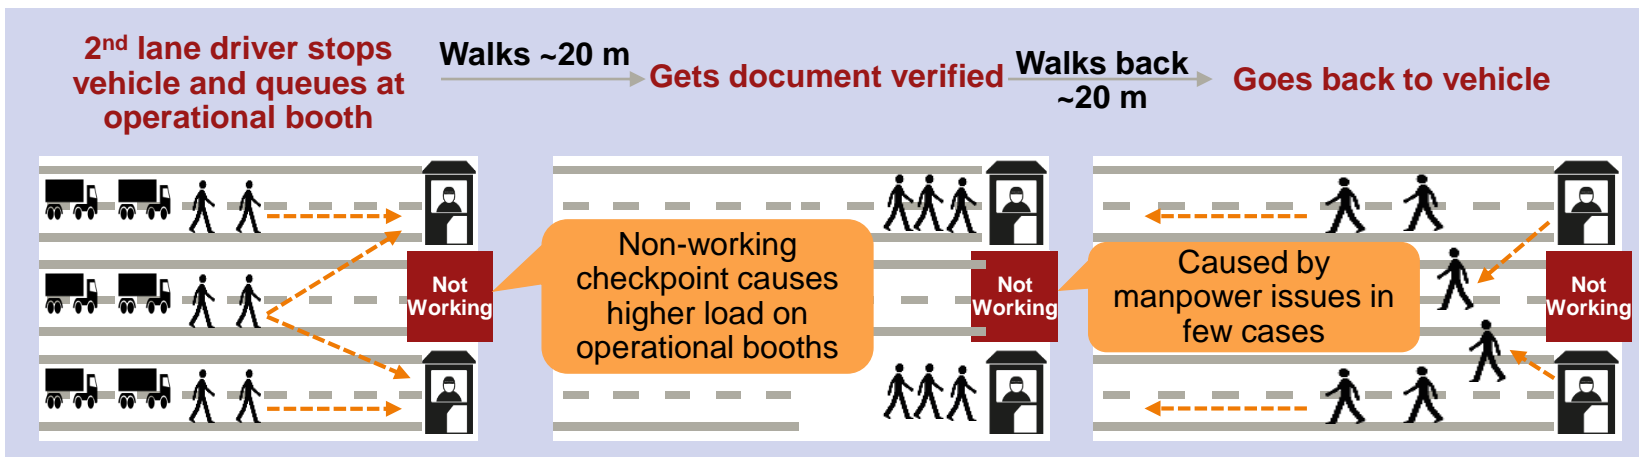 2nd lane driver stops
vehicle and queues at
operational booth
Walks ~20 m
Gets document verified
Walks back
~20 m
Goes back to vehicle
Not
Working
Non-working
checkpoint causes
higher load on
operational booths
Not
Working
Caused by
manpower issues in
few cases
Not
Working